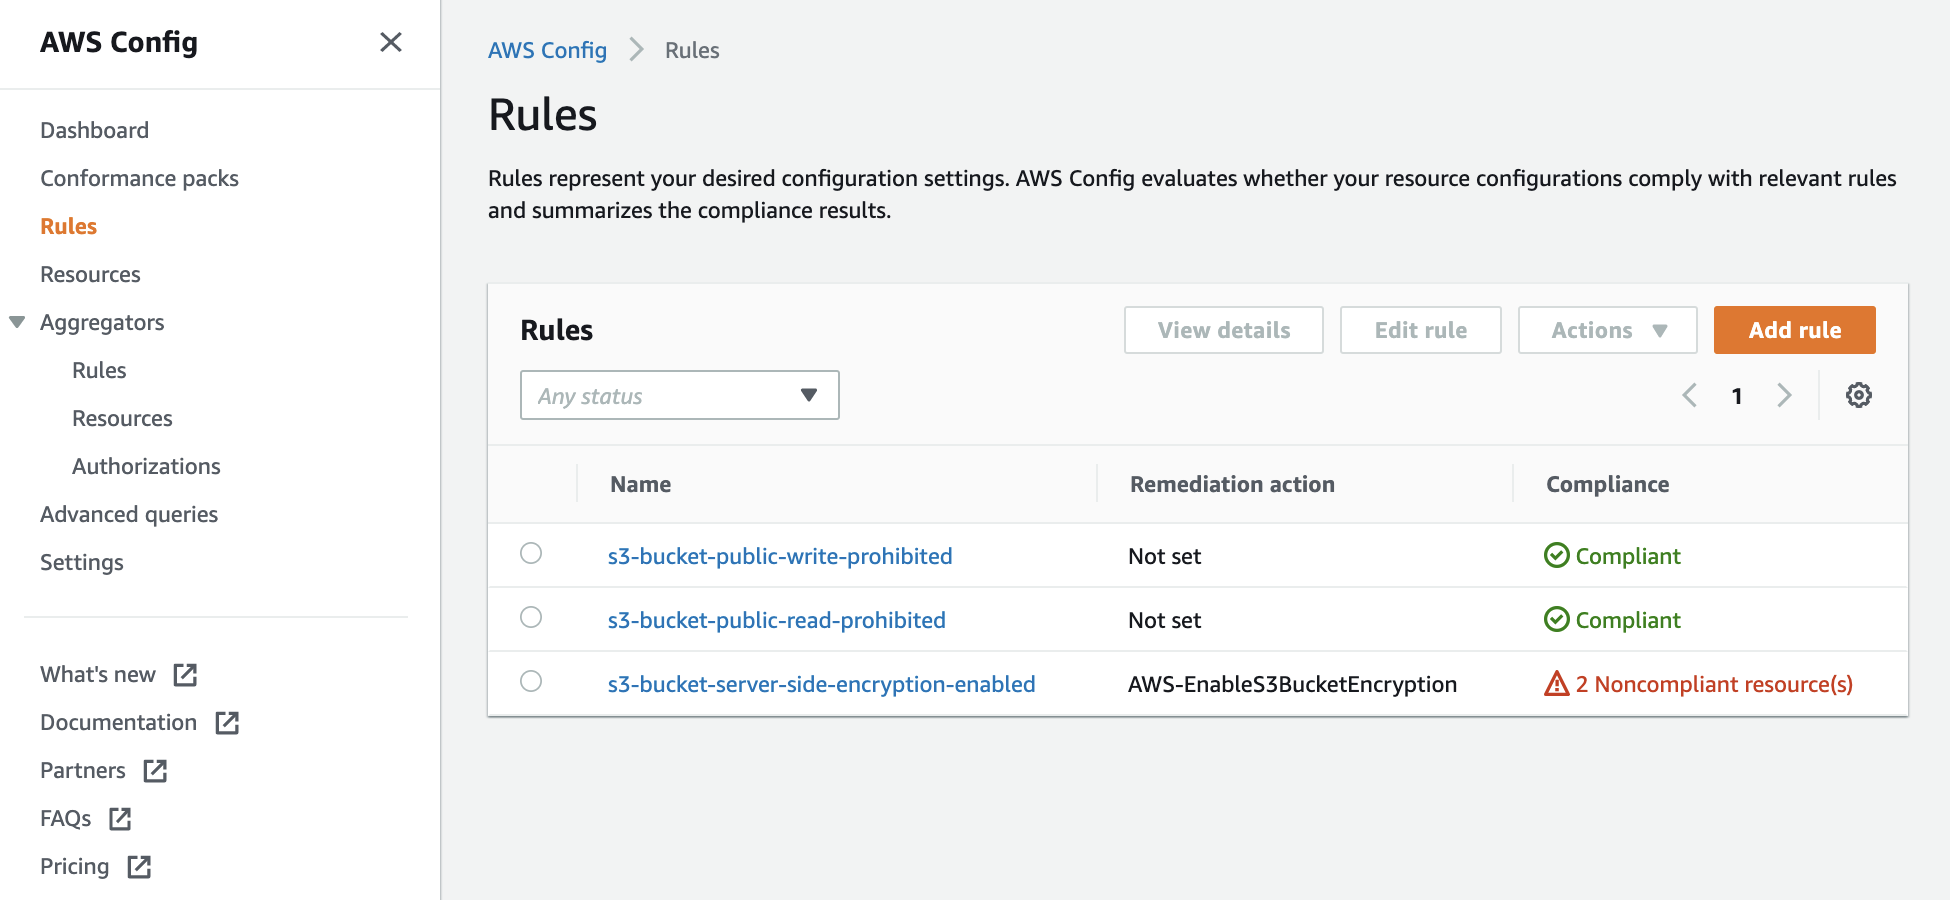 AWS Config
Dashboard
Conformance packs
Rules
Resources
Aggregators
Rules
Resources
Authorizations
Advanced queries
Settings
What's new
Documentation
Partners
FAQs
Pricing
AWS Config > Rules
Rules
Rules represent your desired configuration settings. AWS Config evaluates whether your resource configurations comply with relevant rules
and summarizes the compliance results.
Rules View details Edit rule Actions Add rule
Any status 1
Name Remediation action Compliance
s3-bucket-public-write-prohibited Not set Compliant
s3-bucket-public-read-prohibited Not set Compliant
s3-bucket-server-side-encryption-enabled AWS-EnableS3BucketEncryption 2 Noncompliant resource(s)